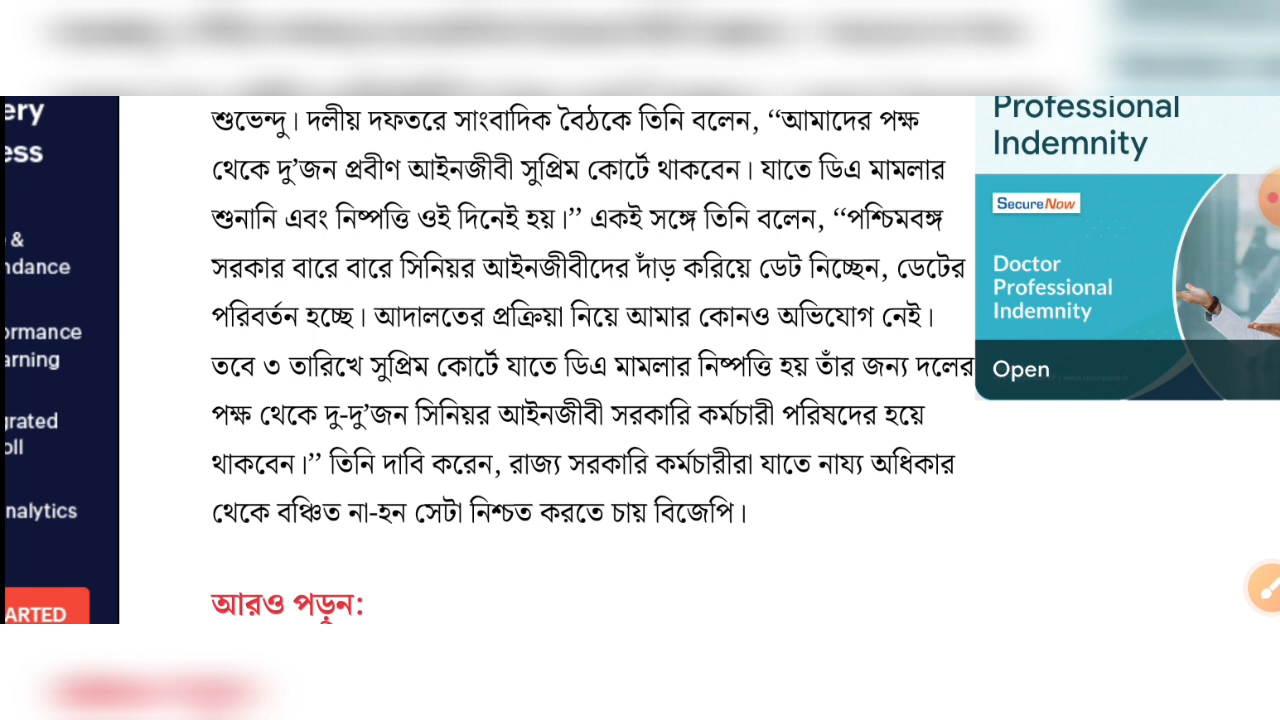 ery
ess
&
ndance
ormance
arning
grated
oll
nalytics
ARTED
শুভেন্দু। দলীয় দফতরে সাংবাদিক বৈঠকে তিনি বলেন, ‘‘আমাদের পক্ষ
থেকে দু’জন প্রবীণ আইনজীবী সুপ্রিম কোর্টে থাকবেন। যাতে ডিএ মামলার
শুনানি এবং নিষ্পত্তি ওই দিনেই হয়।’’ একই সঙ্গে তিনি বলেন, ‘‘পশ্চিমবঙ্গ
সরকার বারে বারে সিনিয়র আইনজীবীদের দাঁড় করিয়ে ডেট নিচ্ছেন, ডেটের
পরিবর্তন হচ্ছে। আদালতের প্রক্রিয়া নিয়ে আমার কোনও অভিযোগ নেই।
তবে ৩ তারিখে সুপ্রিম কোর্টে যাতে ডিএ মামলার নিষ্পত্তি হয় তাঁর জন্য দলের
পক্ষ থেকে দু-দু’জন সিনিয়র আইনজীবী সরকারি কর্মচারী পরিষদের হয়ে
থাকবেন।’’ তিনি দাবি করেন, রাজ্য সরকারি কর্মচারীরা যাতে নায্য অধিকার
থেকে বঞ্চিত না-হন সেটা নিশ্চত করতে চায় বিজেপি।
আরও পড়ুন:
Professional
Indemnity
SecureNow
Doctor
Professional
Indemnity
Open